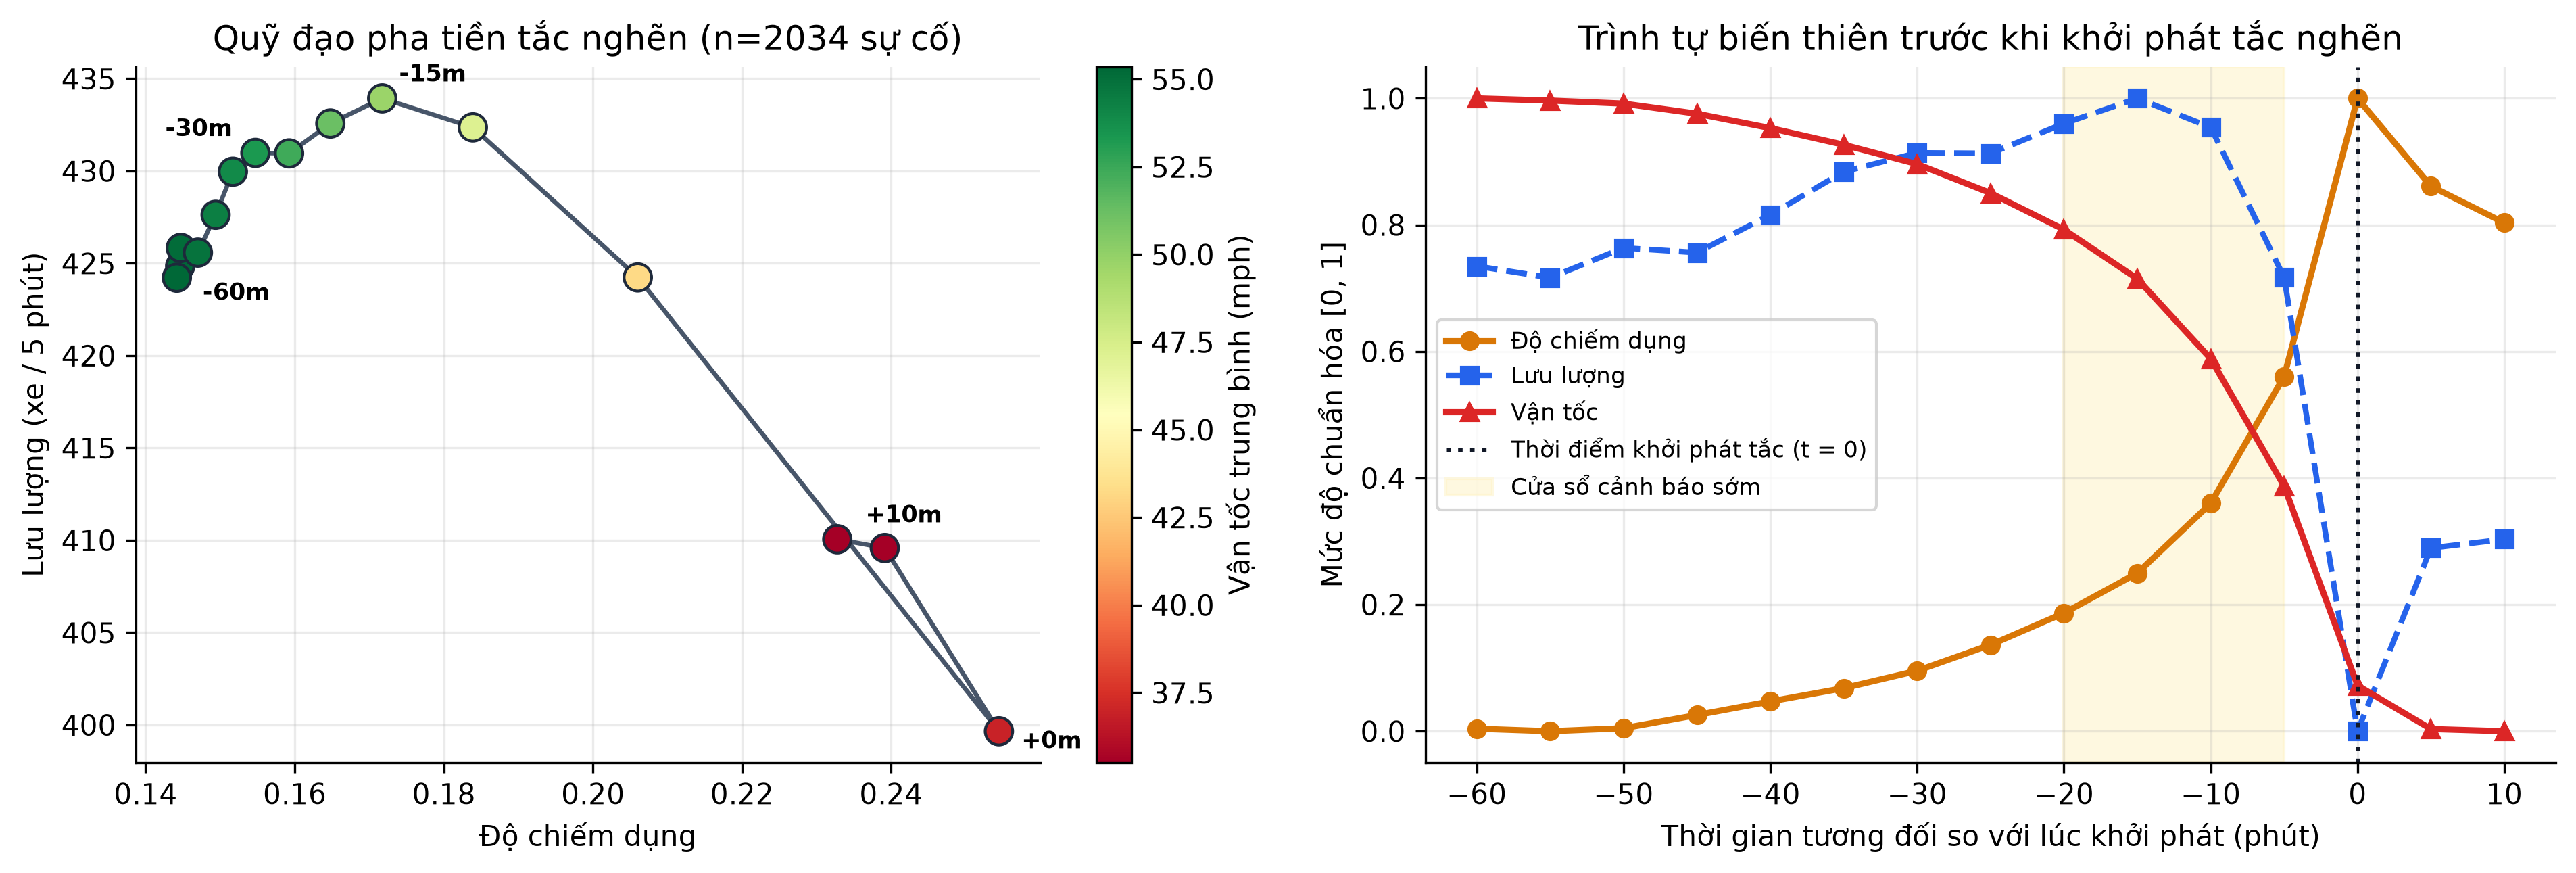 Quỹ đạo pha tiền tắc nghẽn (n=2034 sự cố)
435
430
425
420
415
410
405
400
Lưu lượng (xe / 5 phút)
-15m
-30m
-60m
+10m
+0m
0.14 0.16 0.18 0.20 0.22 0.24
Độ chiếm dụng
55.0
52.5
50.0
47.5
45.0
42.5
40.0
37.5
Vận tốc trung bình (mph)
Trình tự biến thiên trước khi khởi phát tắc nghẽn
1.0
0.8
0.6
0.4
0.2
0.0
Mức độ chuẩn hóa [0, 1]
Độ chiếm dụng
Lưu lượng
Vận tốc
Thời điểm khởi phát tắc (t = 0)
Cửa sổ cảnh báo sớm
−60 −50 −40 −30 −20 −10 0 10
Thời gian tương đối so với lúc khởi phát (phút)